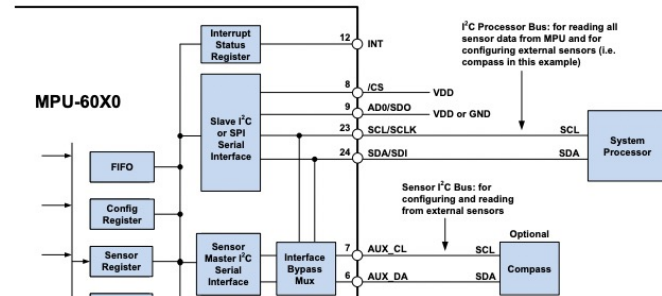 Interrupt
Status
Register
12
INT
I²C Processor Bus: for reading all
sensor data from MPU and for
configuring external sensors (i.e.
compass in this example)
MPU-60X0
Slave I²C
or SPI
Serial
Interface
8
/CS
VDD
9
AD0/SDO
VDD or GND
23
SCL/SCLK
SCL
24
SDA/SDI
SDA
System
Processor
FIFO
Config
Register
Sensor
Register
Sensor I²C Bus: for
configuring and reading
from external sensors
Sensor
Master I²C
Serial
Interface
Interface
Bypass
Mux
7
AUX_CL
SCL
6
AUX_DA
SDA
Optional
Compass